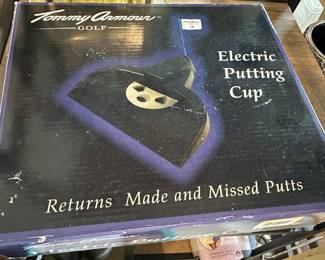 Tommy Armour
GOLF
Electric
Putting
Cup
Returns Made and Missed Putts